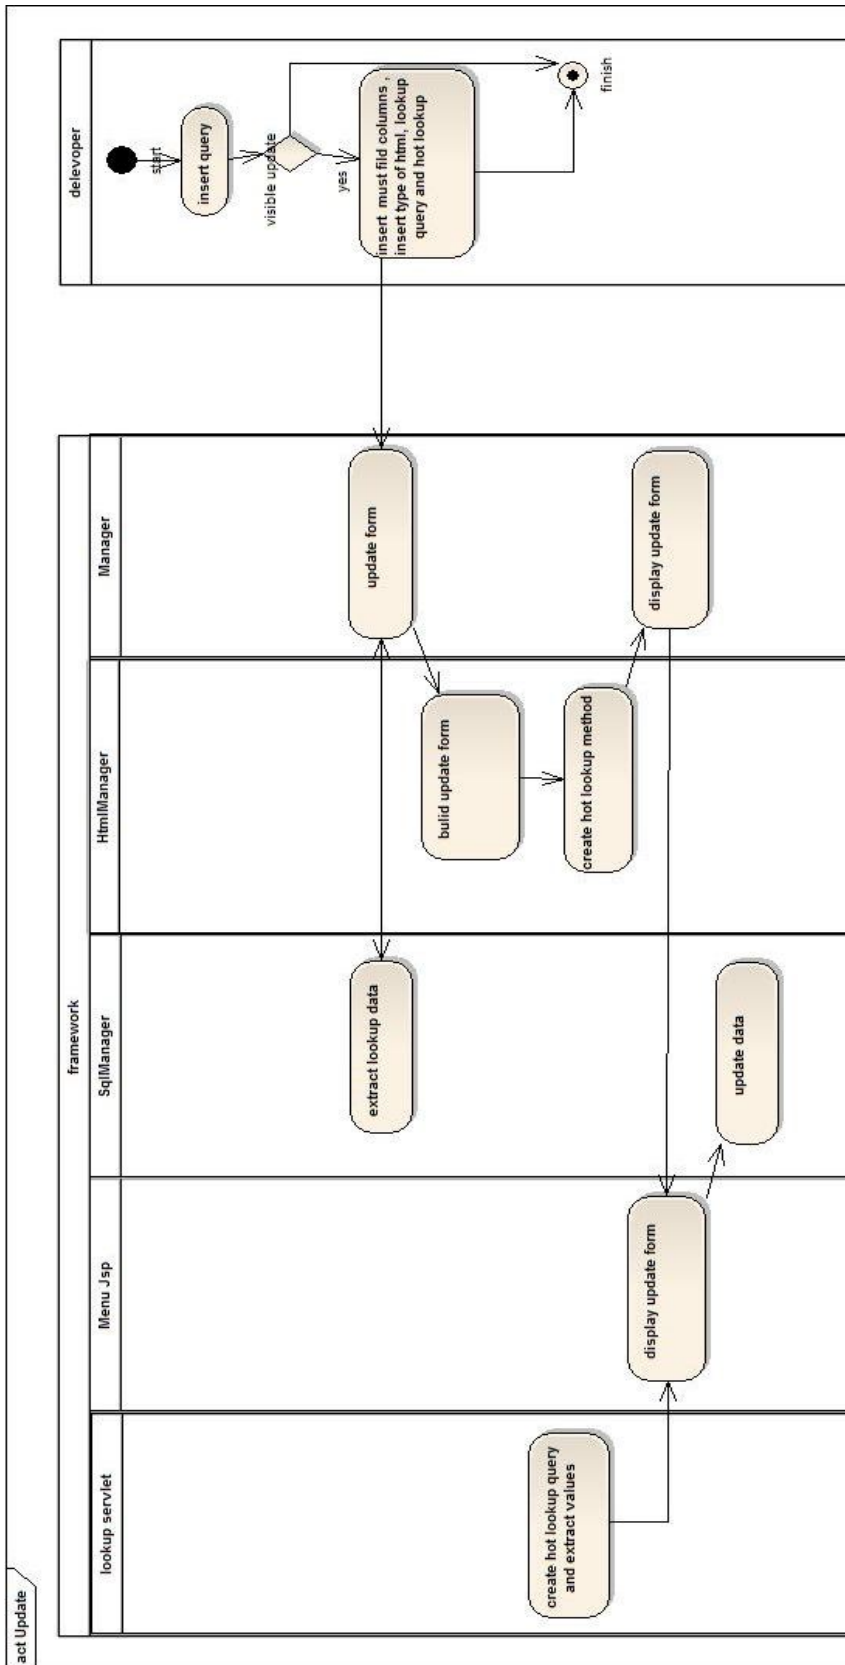 act Update
framework
lookup servlet
Menu Jsp
SqlManager
HtmlManager
Manager
delevoper
start
insert query
visible update
yes
insert must fild columns ,
insert type of html, lookup
query and hot lookup
finish
update form
extract lookup data
bulid update form
create hot lookup method
display update form
create hot lookup query
and extract values
display update form
update data